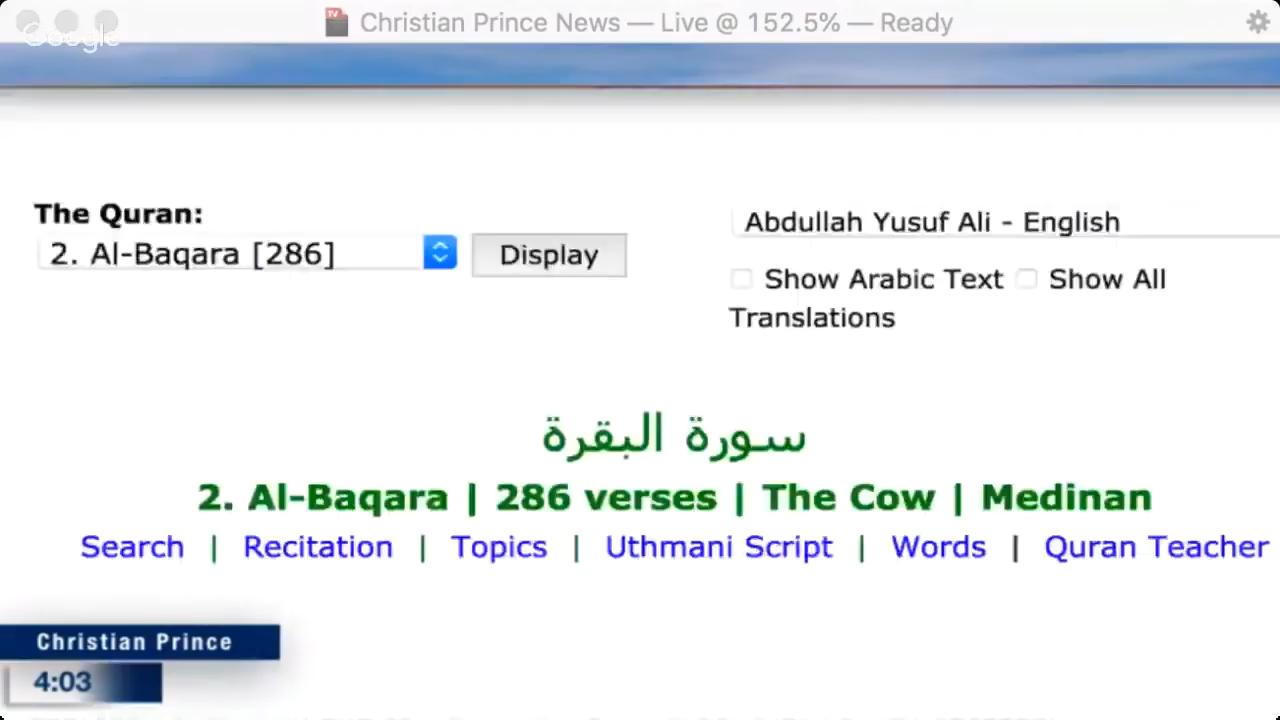 Google
Christian Prince News — Live @ 152.5% — Ready
The Quran:
2. Al-Baqara [286]
Display
Abdullah Yusuf Ali - English
Show Arabic Text
Show All
Translations
سورة البقرة
2. Al-Baqara | 286 verses | The Cow | Medinan
Search | Recitation | Topics | Uthmani Script | Words | Quran Teacher
Christian Prince
4:03